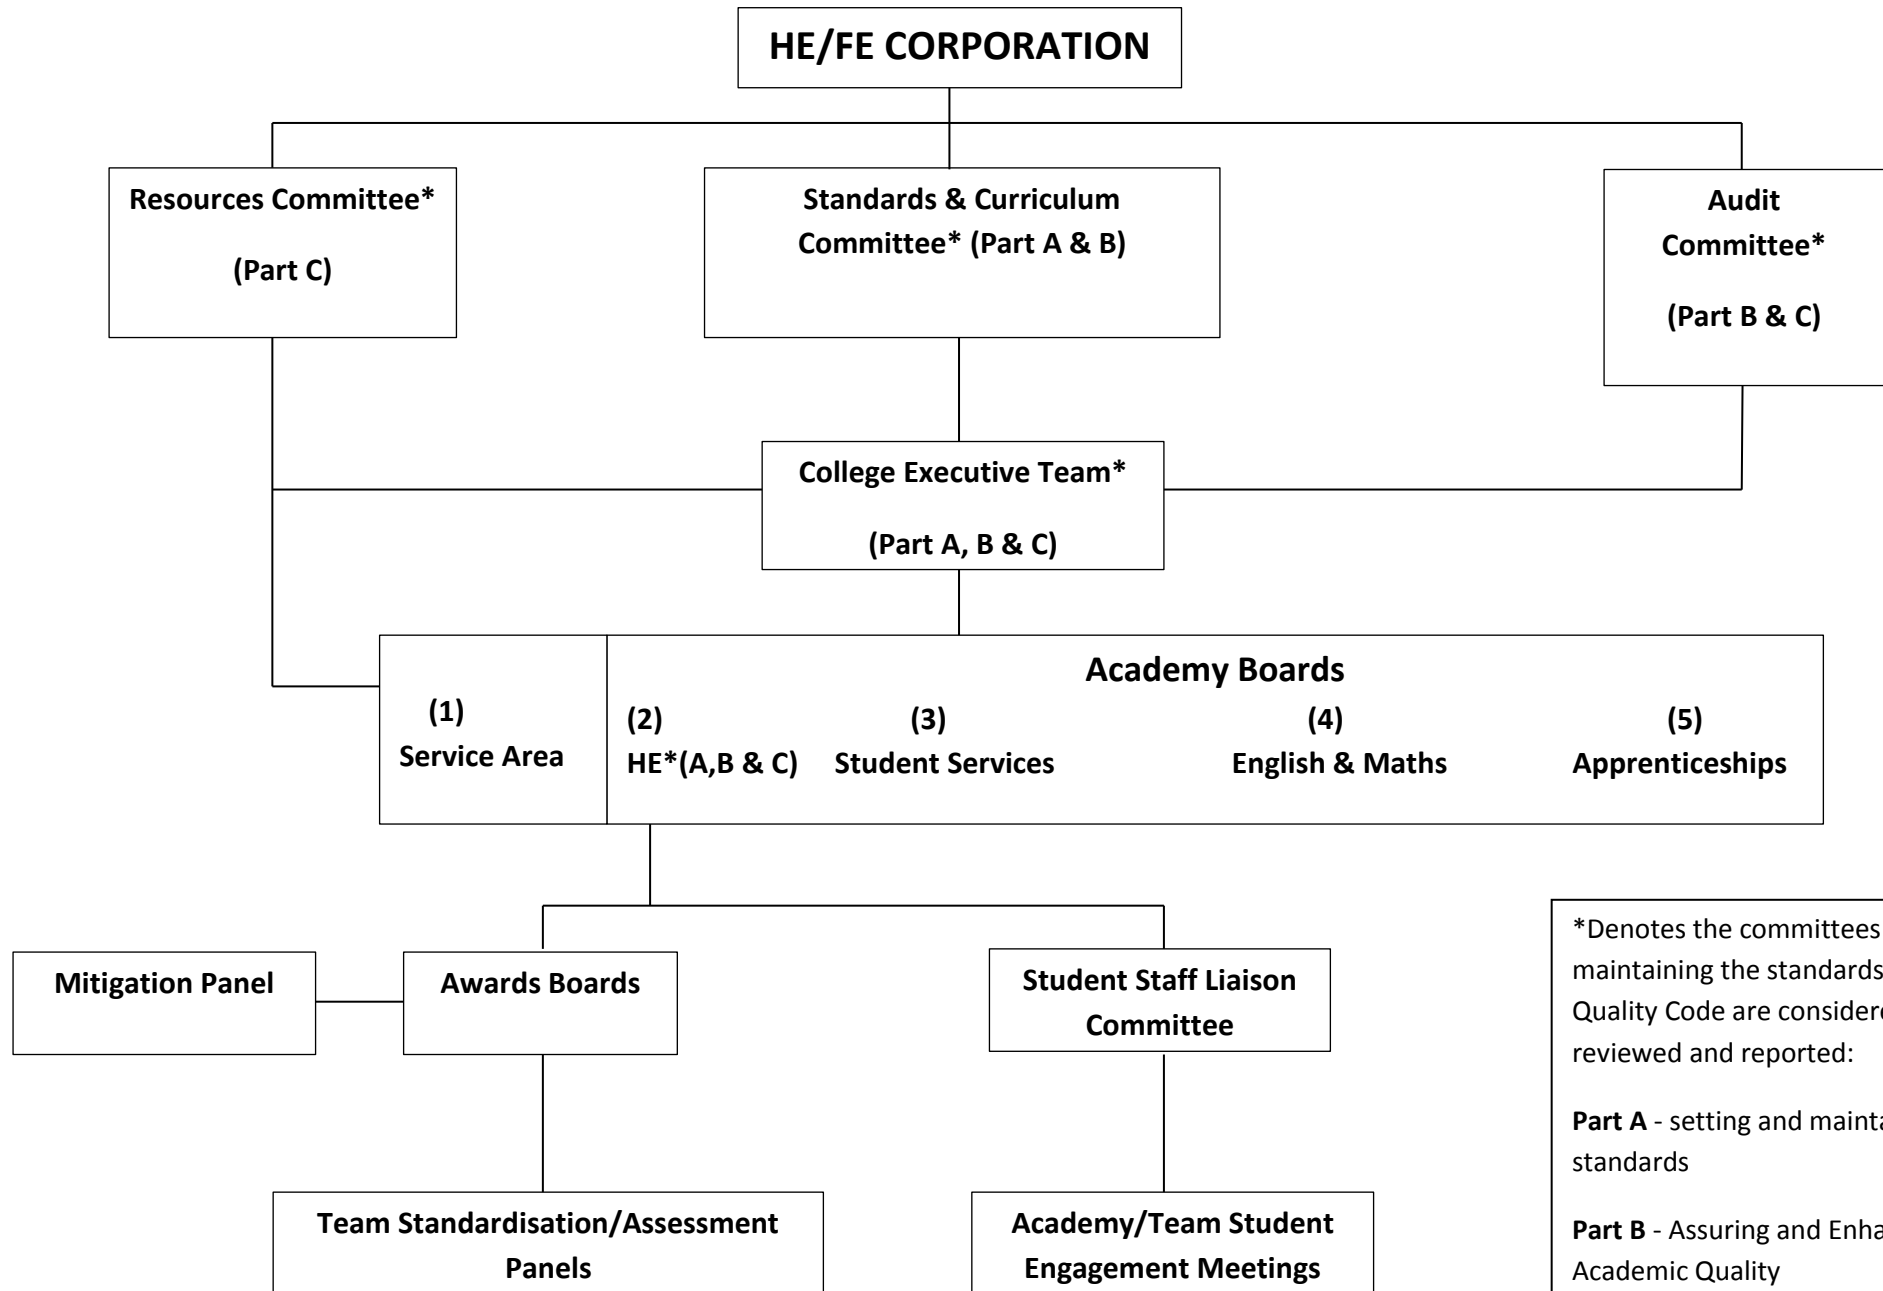 HE/FE CORPORATION
Resources Committee*
(Part C)
Standards & Curriculum
Committee* (Part A & B)
Audit
Committee*
(Part B & C)
College Executive Team*
(Part A, B & C)
Academy Boards
(1)
Service Area
(2)
HE*(A,B & C)
(3)
Student Services
(4)
English & Maths
(5)
Apprenticeships
Mitigation Panel
Awards Boards
Student Staff Liaison
Committee
Team Standardisation/Assessment
Panels
Academy/Team Student
Engagement Meetings
*Denotes the committees
maintaining the standards
Quality Code are
reviewed and reported:
Part A - setting and
standards
Part B - Assuring and
Academic Quality